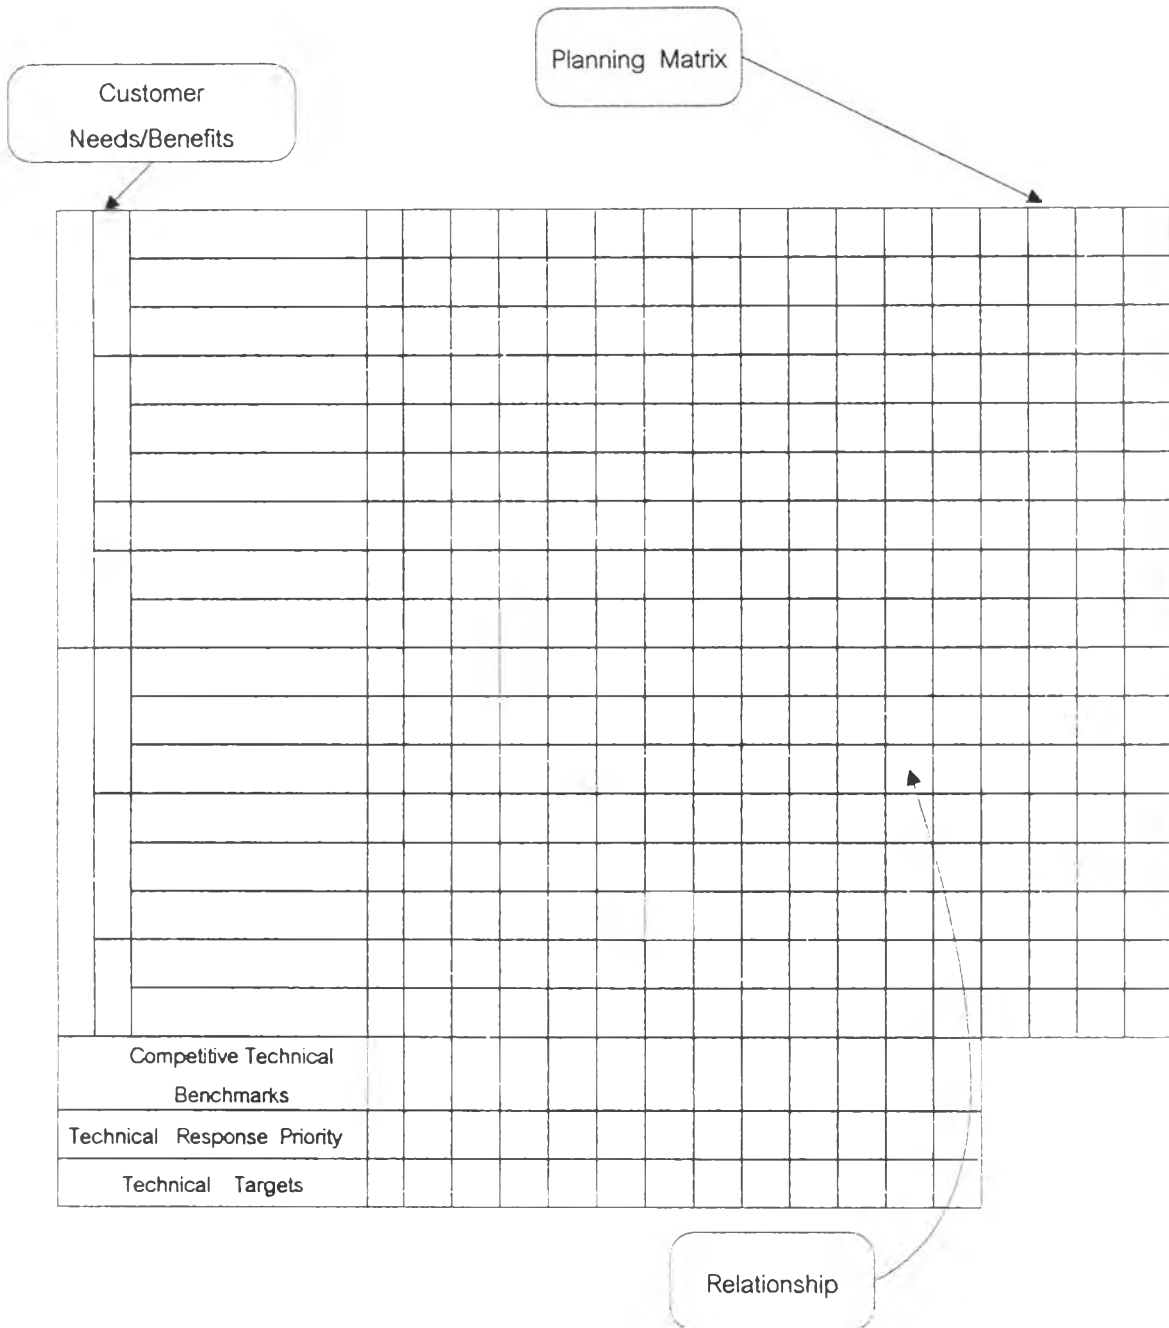 Planning Matrix
Customer
Needs/Benefits
Competitive Technical
Benchmarks
Technical Response Priority
Technical Targets
Relationship